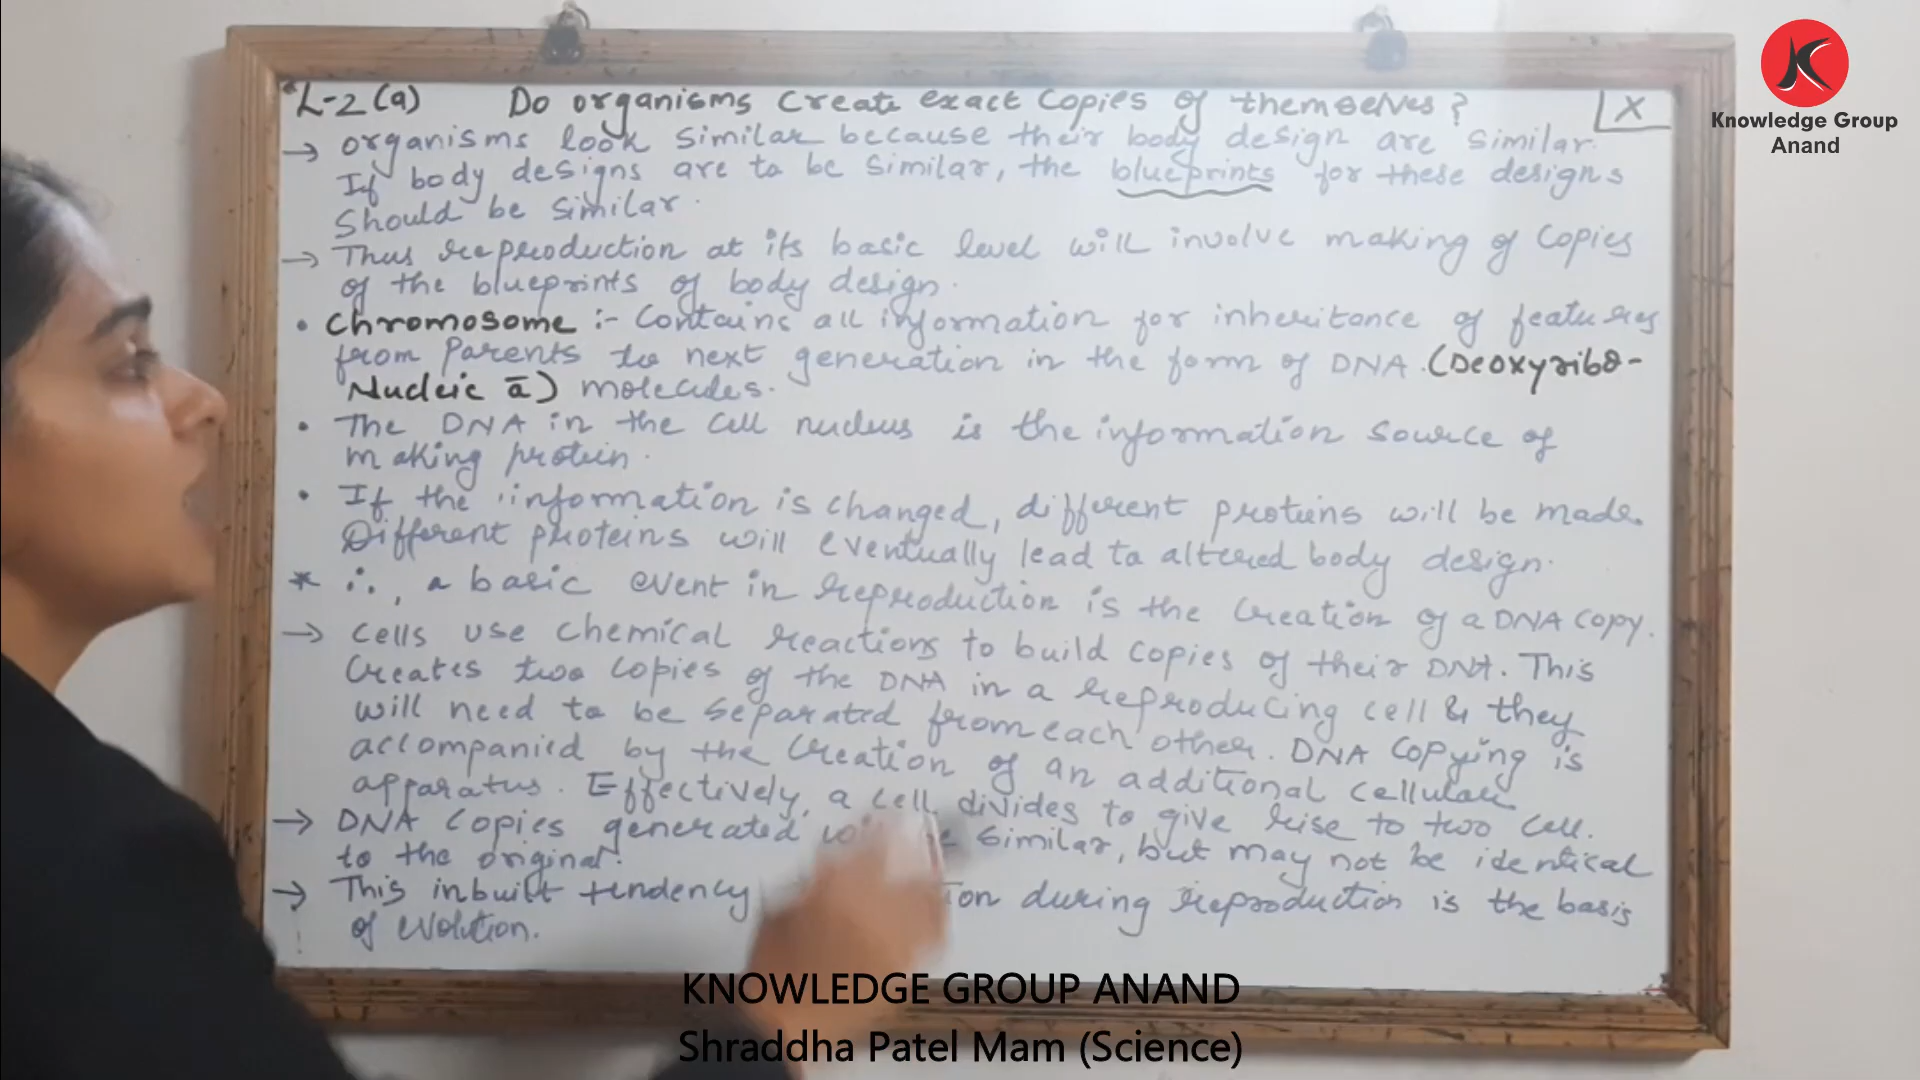 L-2(a) Do organisms Create exact Copies of themselves?
X
→ organisms look similar because their body design are similar.
If body designs are to be similar, the blueprints for these designs
Should be similar.
→ Thus reproduction at its basic level will involve making of Copies
of the blueprints of body design.
• Chromosome :- Contains all information for inheritance of features
from Parents to next generation in the form of DNA (Deoxyribo-
Nucleic ā) molecules.
• The DNA in the cell nucleus is the information source of
making protein.
• If the information is changed, different proteins will be made.
Different proteins will eventually lead to altered body design.
* ∴, a basic event in reproduction is the Creation of a DNA copy.
→ Cells use chemical reactions to build copies of their DNA. This
Creates two copies of the DNA in a reproducing cell & they
will need to be separated from each other. DNA Copying is
accompanied by the Creation of an additional cellular
apparatus. Effectively, a cell divides to give rise to two cell.
→ DNA Copies generated similar, but may not be identical
to the original.
→ This inbuilt tendency during reproduction is the basis
of evolution.
Knowledge Group
Anand
KNOWLEDGE GROUP ANAND
Shraddha Patel Mam (Science)